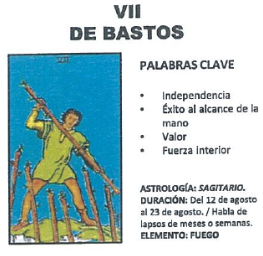 VII
DE BASTOS
VII
PALABRAS CLAVE
• Independencia
• Éxito al alcance de la
mano
• Valor
• Fuerza interior
ASTROLOGÍA: SAGITARIO.
DURACIÓN: Del 12 de agosto
al 23 de agosto. / Habla de
lapsos de meses o semanas.
ELEMENTO: FUEGO